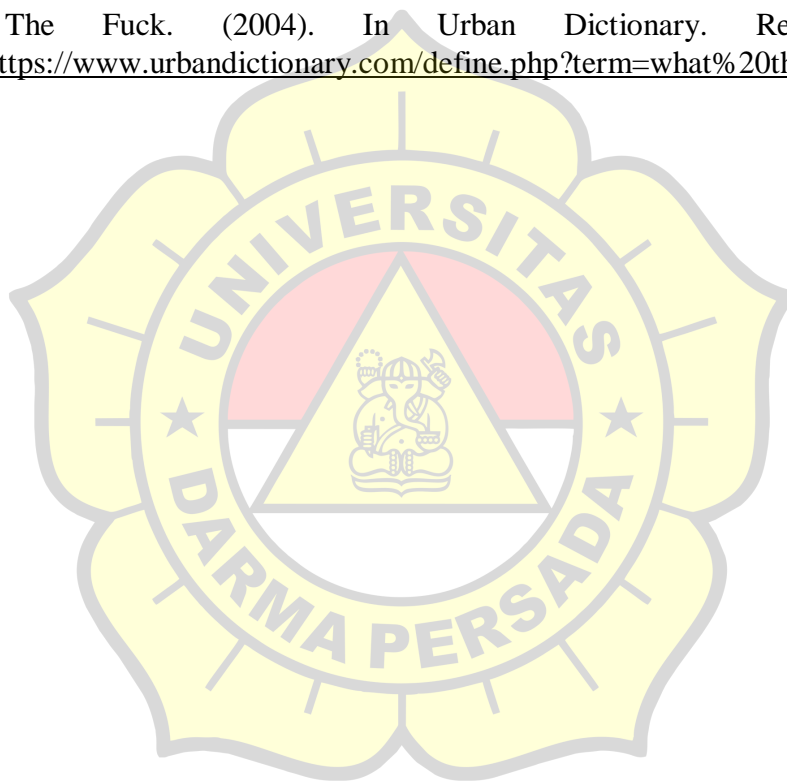 The Fuck. (2004). In Urban Dictionary. Re
ttps://www.urbandictionary.com/define.php?term=what%20th
UNIVERSITAS
DARMA PERSADA